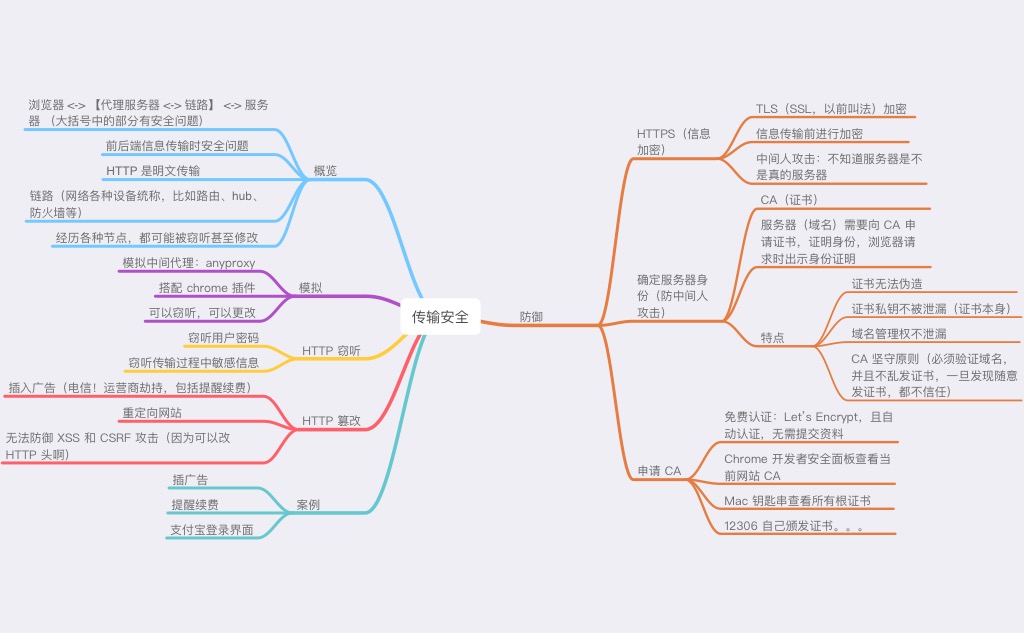 浏览器 <-> 【代理服务器 <-> 链路】 <-> 服务
器 （大括号中的部分有安全问题）
前后端信息传输时安全问题
HTTP 是明文传输
链路（网络各种设备统称，比如路由、hub、
防火墙等）
经历各种节点，都可能被窃听甚至修改
概览
模拟中间代理：anyproxy
搭配 chrome 插件
可以窃听，可以更改
模拟
窃听用户密码
窃听传输过程中敏感信息
HTTP 窃听
插入广告（电信！运营商劫持，包括提醒续费）
重定向网站
无法防御 XSS 和 CSRF 攻击（因为可以改
HTTP 头啊）
HTTP 篡改
插广告
提醒续费
支付宝登录界面
案例
传输安全
防御
HTTPS（信息
加密）
TLS（SSL，以前叫法）加密
信息传输前进行加密
中间人攻击：不知道服务器是不
是真的服务器
确定服务器身
份（防中间人
攻击）
CA（证书）
服务器（域名）需要向 CA 申
请证书，证明身份，浏览器请
求时出示身份证明
特点
证书无法伪造
证书私钥不被泄漏（证书本身）
域名管理权不泄漏
CA 坚守原则（必须验证域名，
并且不乱发证书，一旦发现随意
发证书，都不信任）
申请 CA
免费认证：Let's Encrypt，且自
动认证，无需提交资料
Chrome 开发者安全面板查看当
前网站 CA
Mac 钥匙串查看所有根证书
12306 自己颁发证书。。。